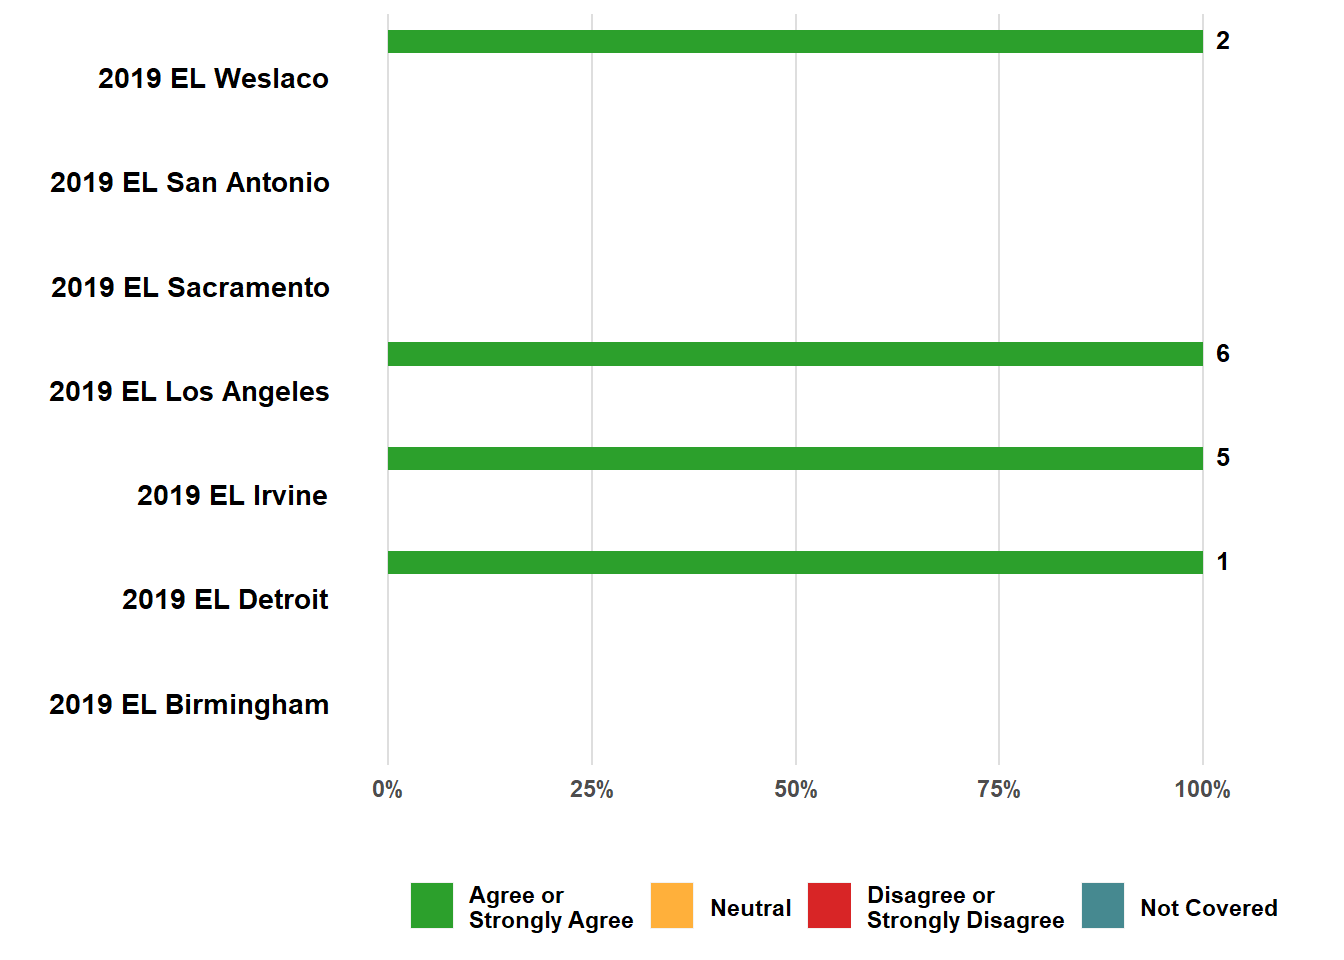 2
2019 EL Weslaco
2019 EL San Antonio
2019 EL Sacramento
6
2019 EL Los Angeles
5
2019 EL Irvine
1
2019 EL Detroit
2019 EL Birmingham
0% 25% 50% 75% 100%
Agree or
Strongly Agree
Neutral
Disagree or
Strongly Disagree
Not Covered